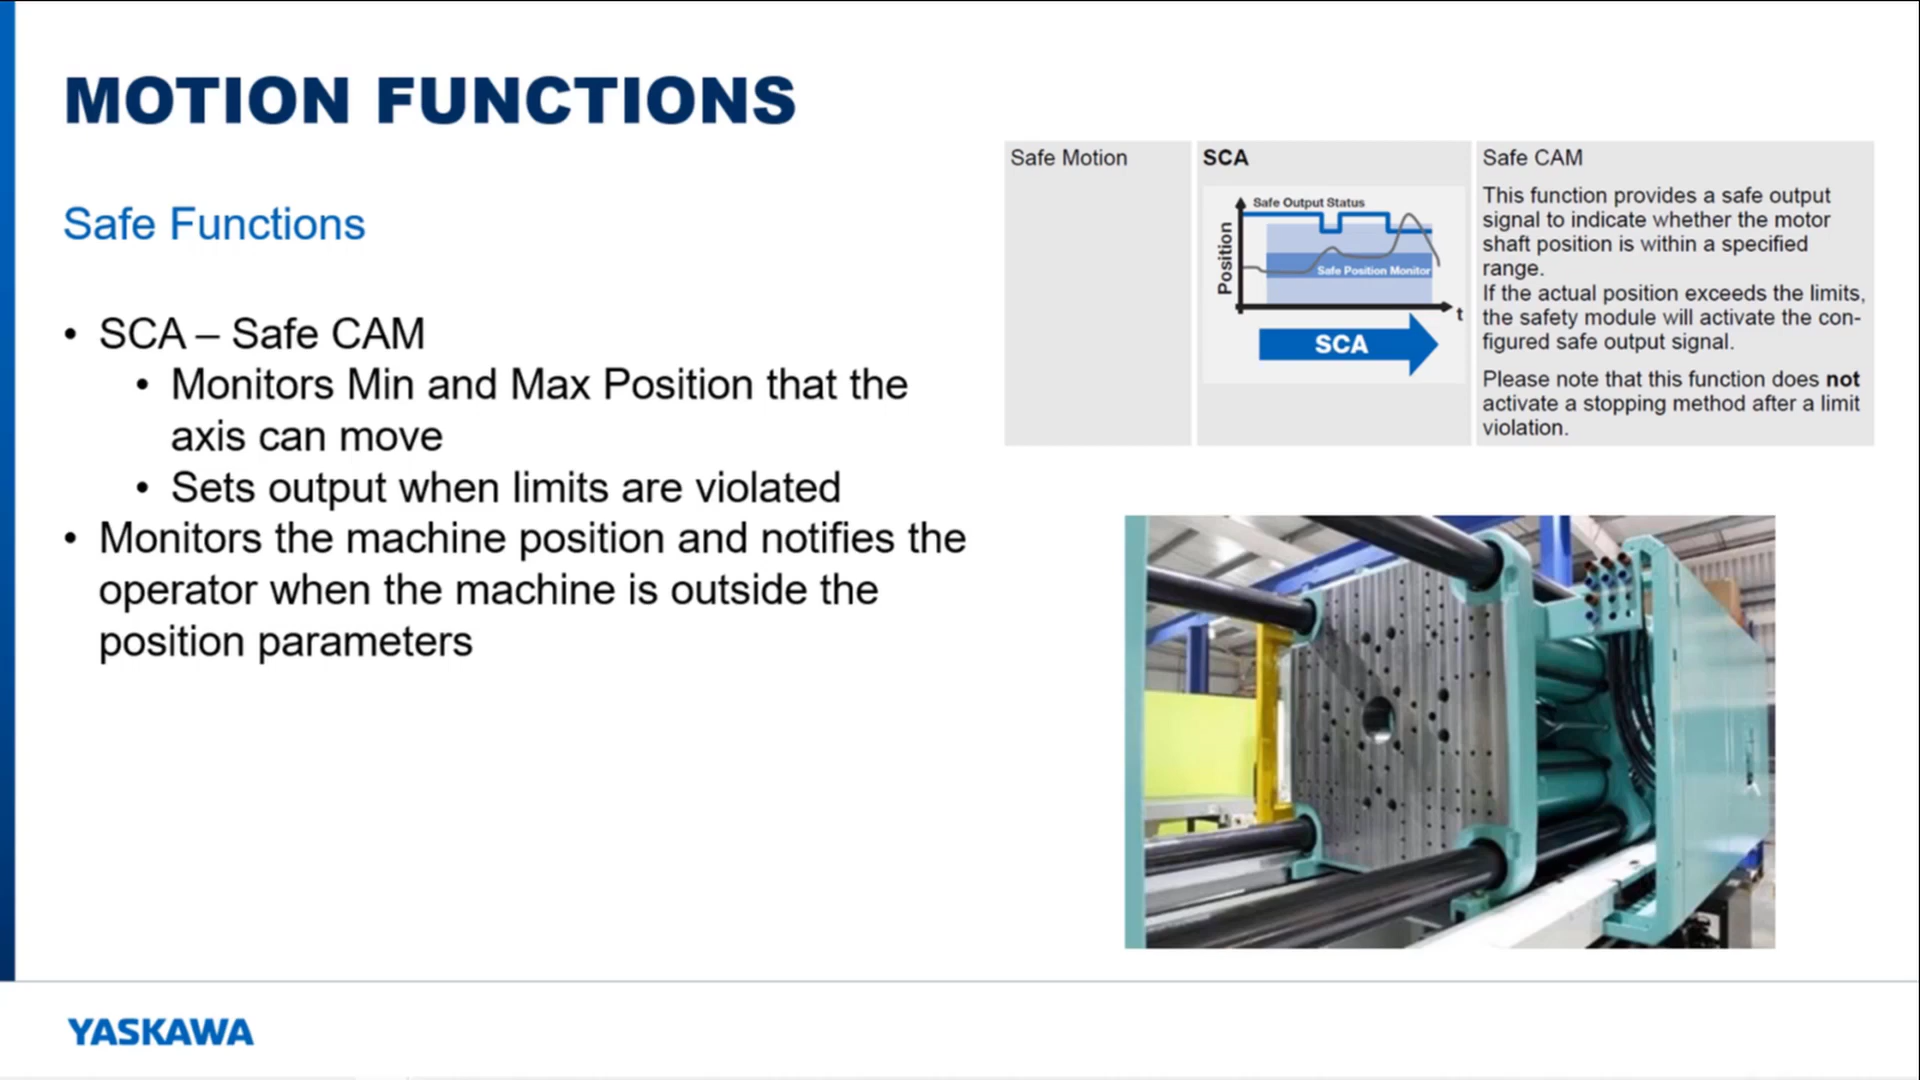 MOTION FUNCTIONS
Safe Functions
• SCA – Safe CAM
• Monitors Min and Max Position that the
axis can move
• Sets output when limits are violated
• Monitors the machine position and notifies the
operator when the machine is outside the
position parameters
Safe Motion
SCA
Safe Output Status
Position
Safe Position Monitor
t
SCA
Safe CAM
This function provides a safe output
signal to indicate whether the motor
shaft position is within a specified
range.
If the actual position exceeds the limits,
the safety module will activate the con-
figured safe output signal.
Please note that this function does not
activate a stopping method after a limit
violation.
YASKAWA